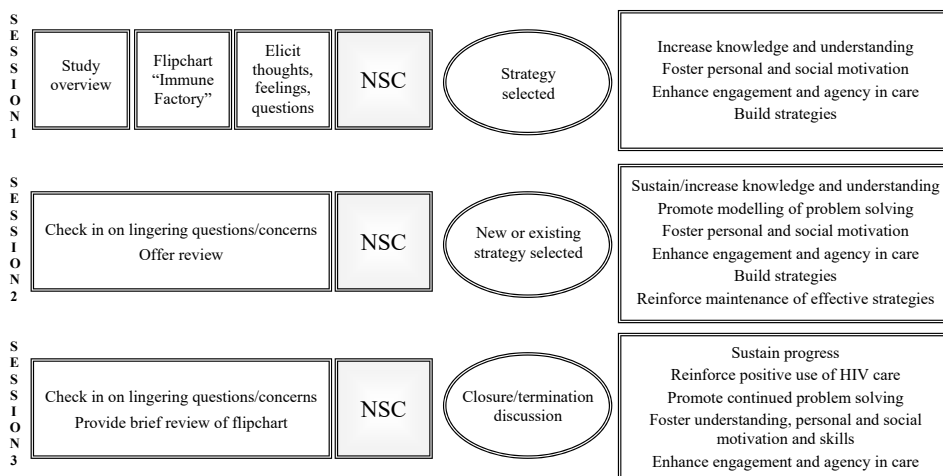 SESSION 1
Study
overview
Flipchart
“Immune
Factory”
Elicit
thoughts,
feelings,
questions
NSC
Strategy
selected
Increase knowledge and understanding
Foster personal and social motivation
Enhance engagement and agency in care
Build strategies
SESSION 2
Check in on lingering questions/concerns
Offer review
NSC
New or existing
strategy selected
Sustain/increase knowledge and understanding
Promote modelling of problem solving
Foster personal and social motivation
Enhance engagement and agency in care
Build strategies
Reinforce maintenance of effective strategies
SESSION 3
Check in on lingering questions/concerns
Provide brief review of flipchart
NSC
Closure/termination
discussion
Sustain progress
Reinforce positive use of HIV care
Promote continued problem solving
Foster understanding, personal and social
motivation and skills
Enhance engagement and agency in care